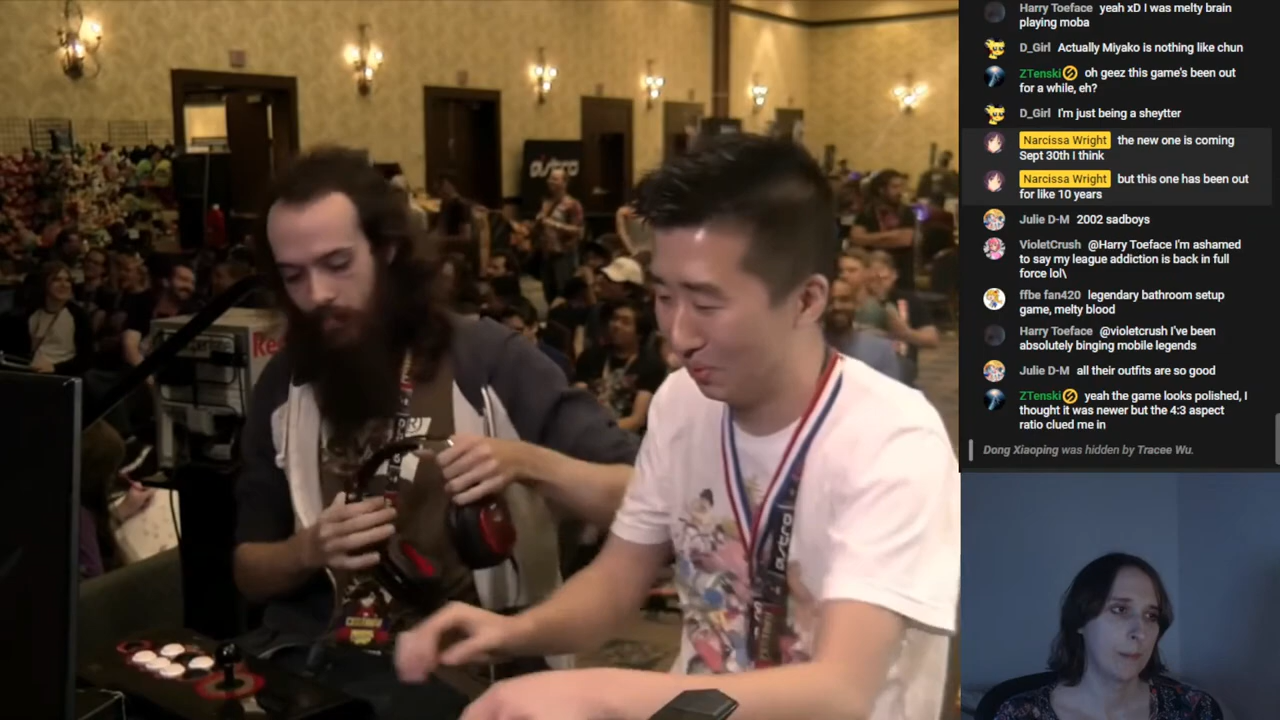 Harry Toeface yeah xD I was melty brain
playing moba
D_Girl Actually Miyako is nothing like chun
ZTenski oh geez this game's been out
for a while, eh?
D_Girl I'm just being a sheytter
Narcissa Wright the new one is coming
Sept 30th I think
Narcissa Wright but this one has been out
for like 10 years
Julie D-M 2002 sadboys
VioletCrush @Harry Toeface I'm ashamed
to say my league addiction is back in full
force lol\
ffbe fan420 legendary bathroom setup
game, melty blood
Harry Toeface @violetcrush I've been
absolutely binging mobile legends
Julie D-M all their outfits are so good
ZTenski yeah the game looks polished, I
thought it was newer but the 4:3 aspect
ratio clued me in
Dong Xiaoping was hidden by Tracee Wu.
astro
astro